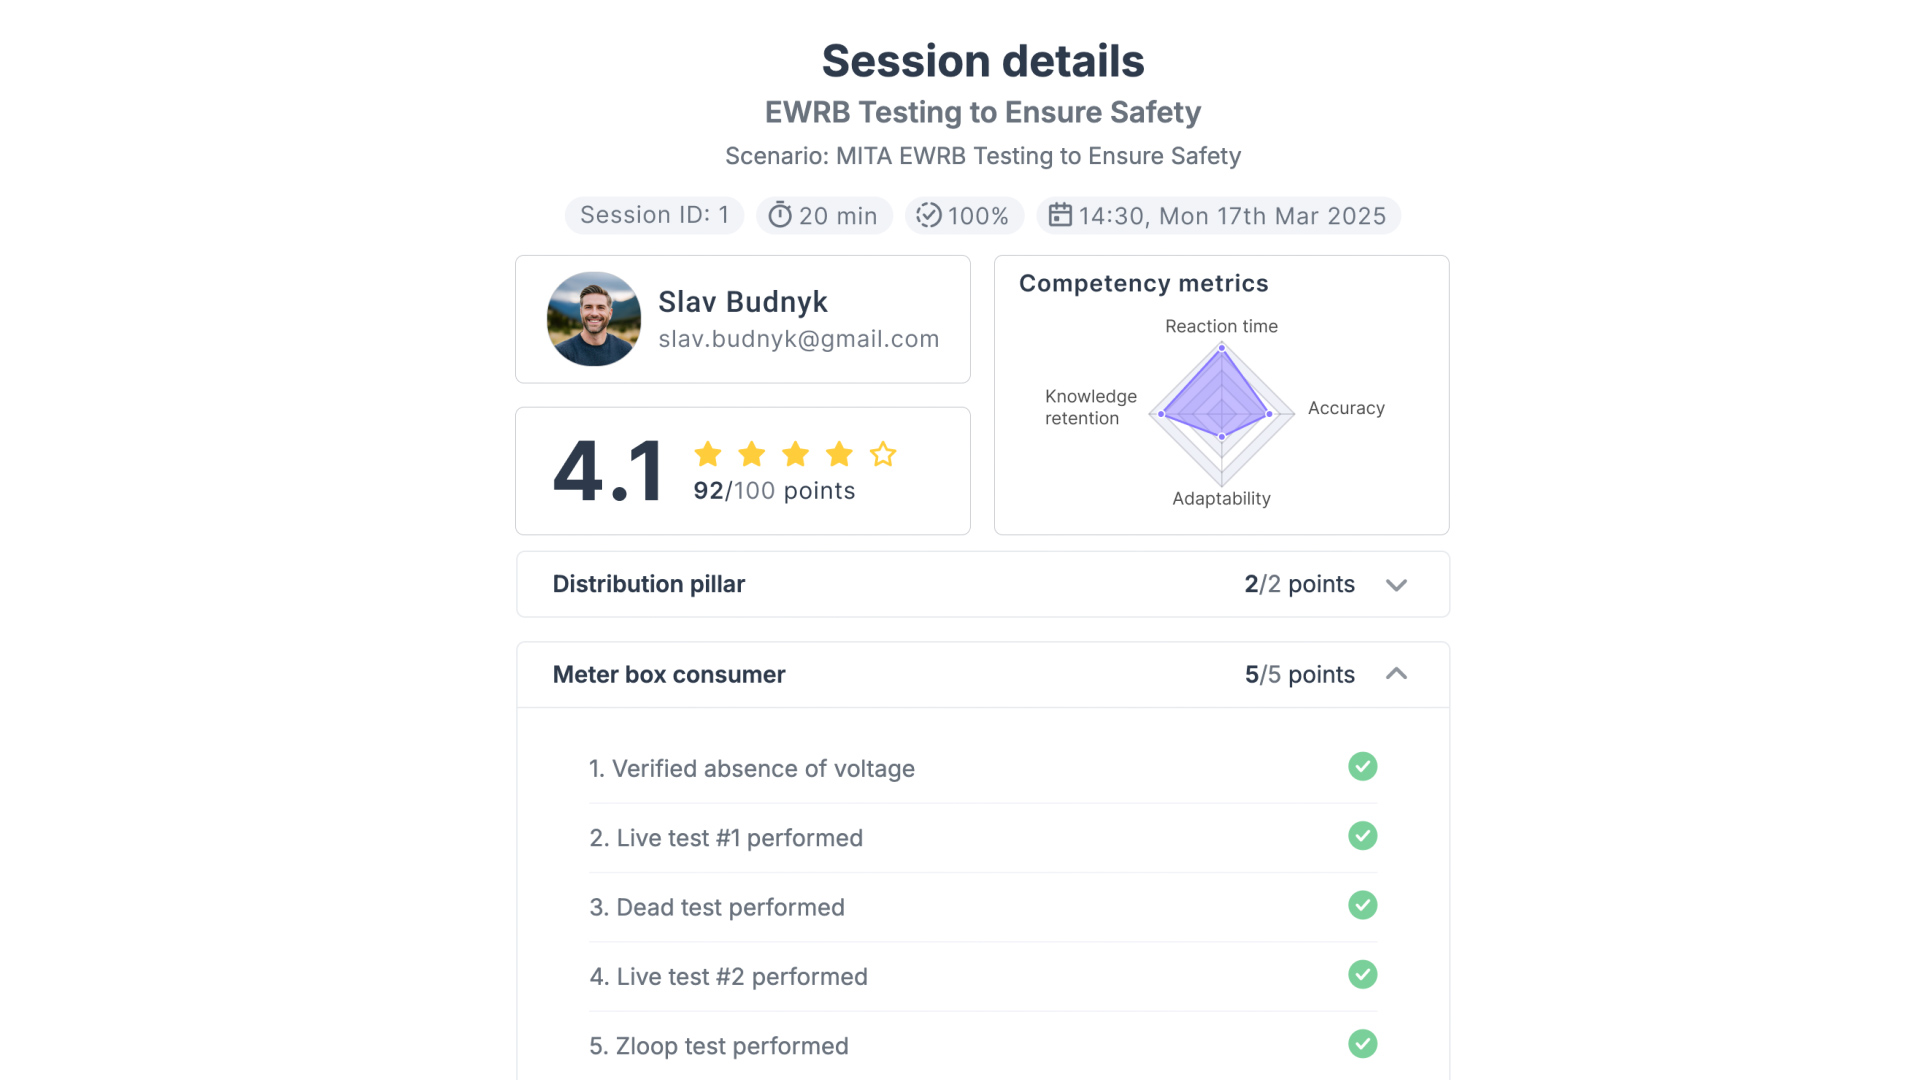 Session details
EWRB Testing to Ensure Safety
Scenario: MITA EWRB Testing to Ensure Safety
Session ID: 1
20 min
100%
14:30, Mon 17th Mar 2025
Slav Budnyk
slav.budnyk@gmail.com
4.1
92/100 points
Competency metrics
Reaction time
Knowledge
retention
Accuracy
Adaptability
Distribution pillar
2/2 points
Meter box consumer
5/5 points
1. Verified absence of voltage
2. Live test #1 performed
3. Dead test performed
4. Live test #2 performed
5. Zloop test performed